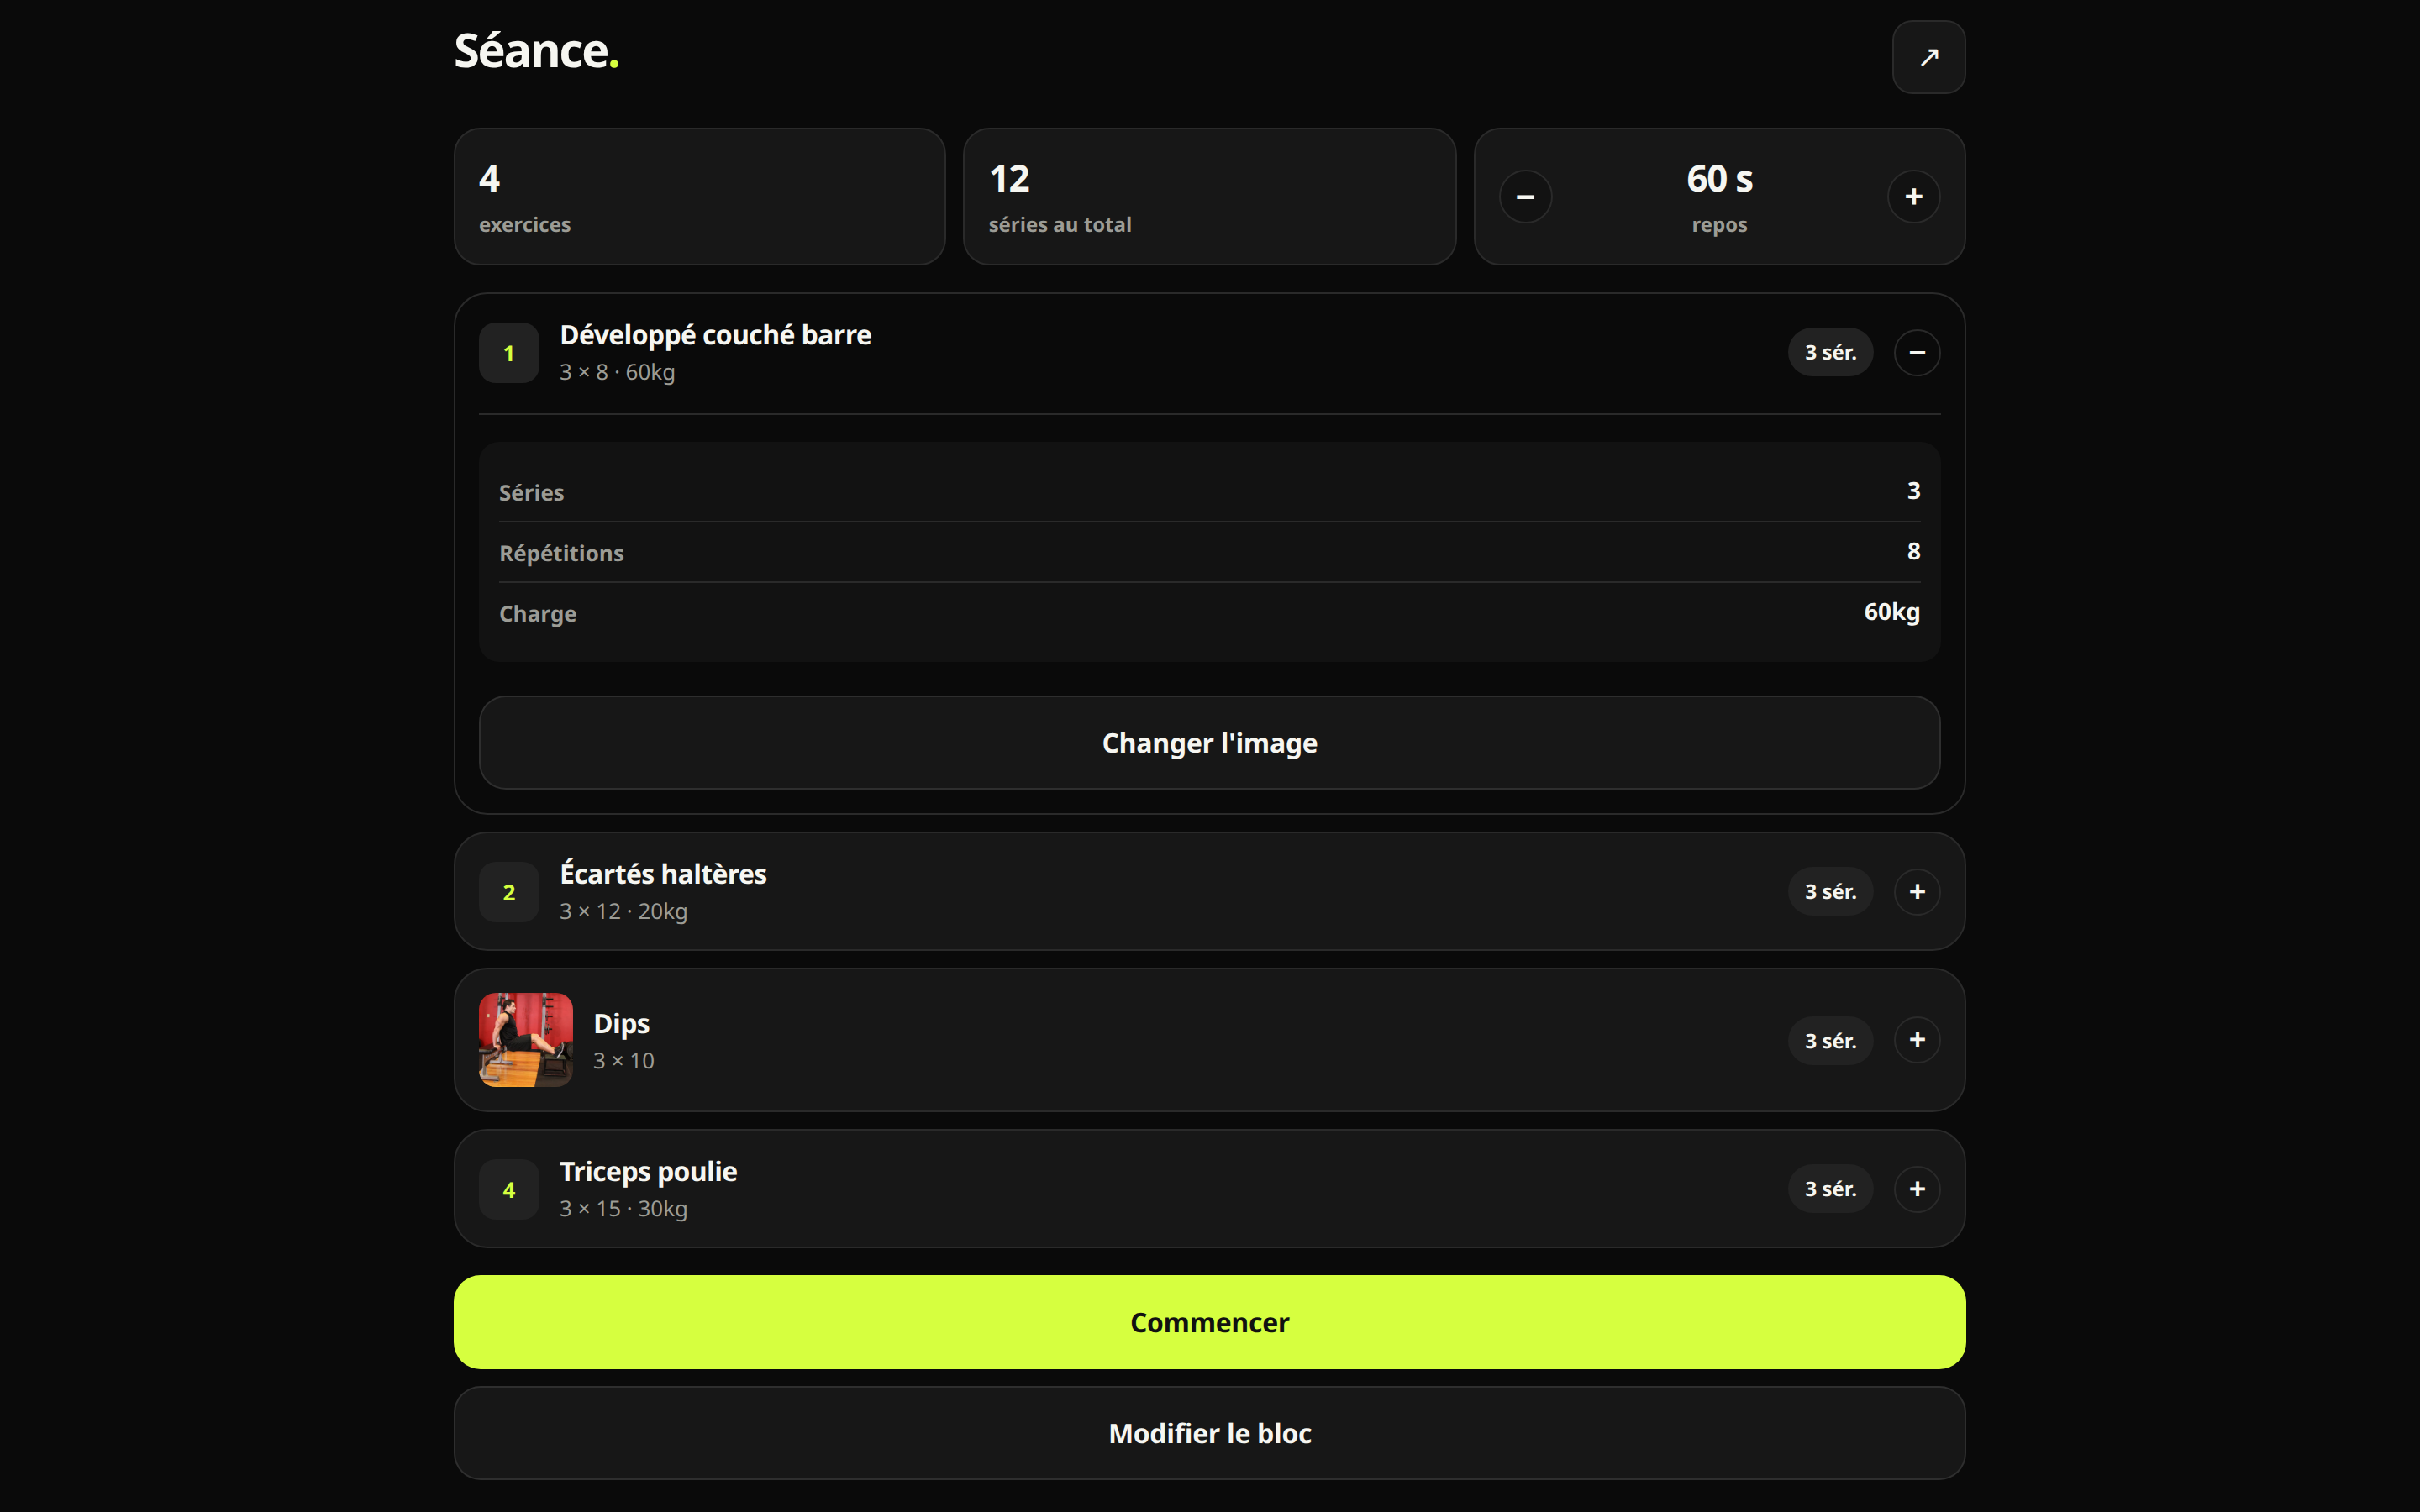 Séance.
↗
4
exercices
12
séries au total
−
60 s
repos
+
1
Développé couché barre
3 × 8 · 60kg
3 sér.
−
Séries
3
Répétitions
8
Charge
60kg
Changer l'image
2
Écartés haltères
3 × 12 · 20kg
3 sér.
+
Dips
3 × 10
3 sér.
+
4
Triceps poulie
3 × 15 · 30kg
3 sér.
+
Commencer
Modifier le bloc